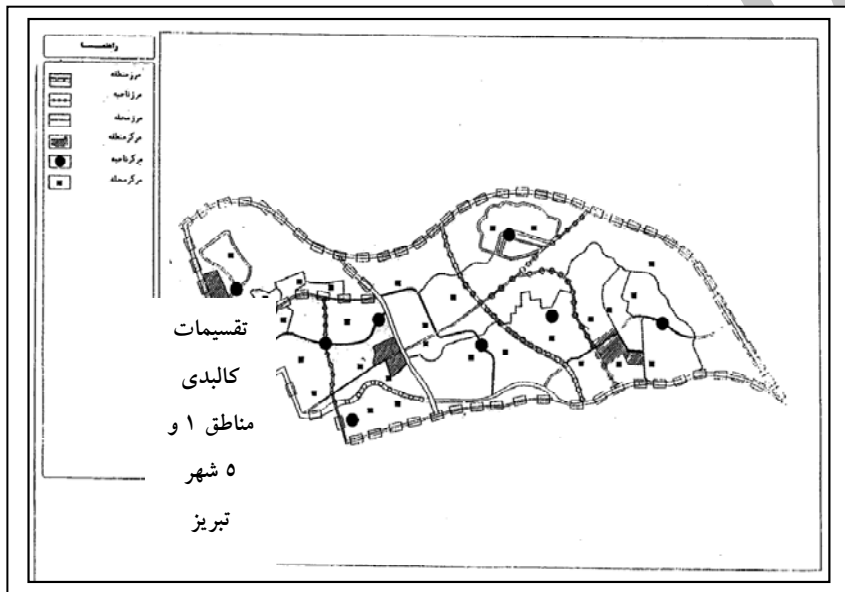 راهنمـــا
مرز منطقه
مرز ناحیه
مرز محله
مرکز منطقه
مرکز ناحیه
مرکز محله
تقسیمات
کالبدی
مناطق ۱ و
۵ شهر
تبریز